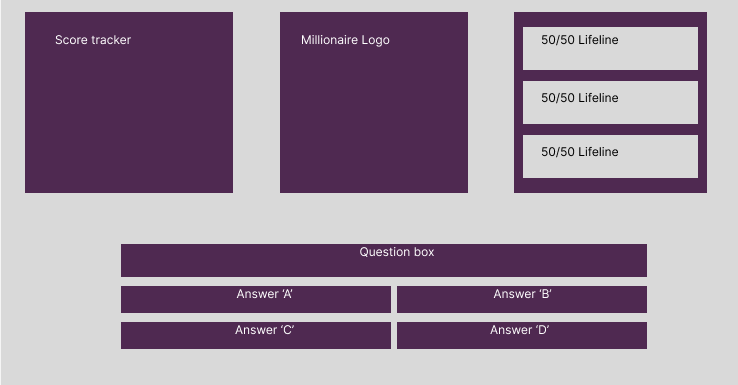 Score tracker
Millionaire Logo
50/50 Lifeline
50/50 Lifeline
50/50 Lifeline
Question box
Answer ‘A’
Answer ‘B’
Answer ‘C’
Answer ‘D’